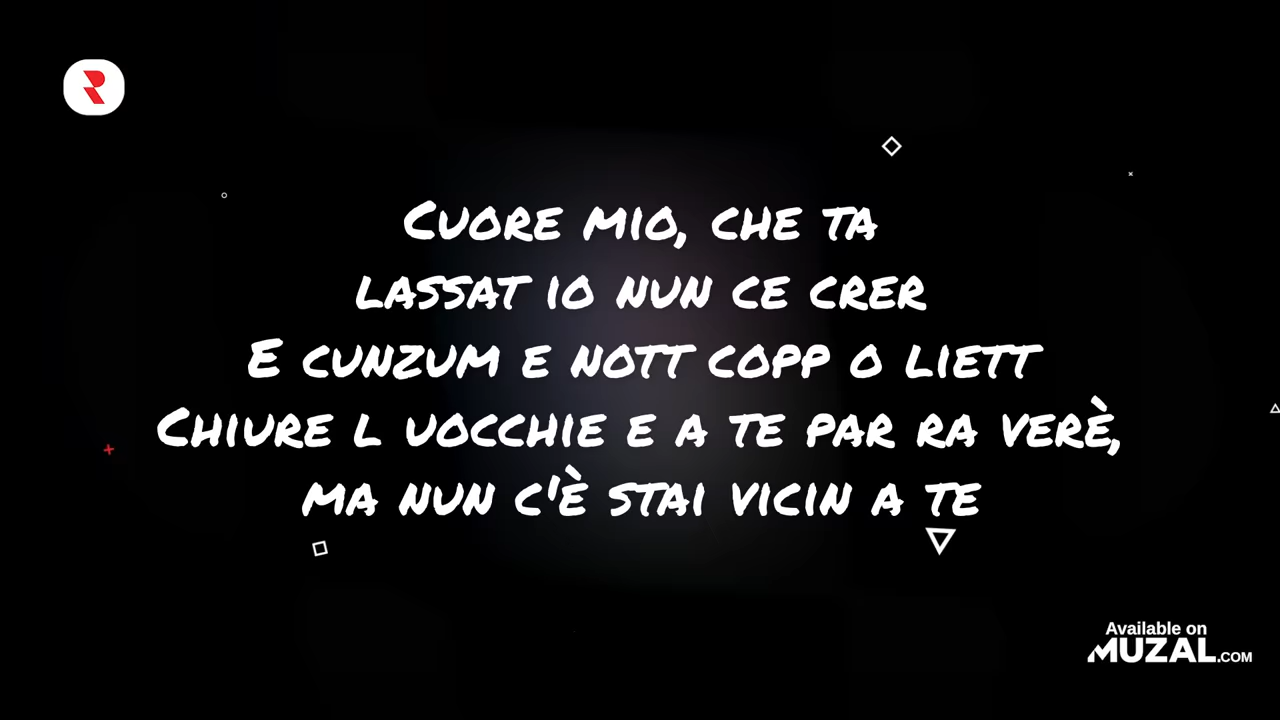 Cuore mio, che ta
lassat io nun ce crer
E cunzum e nott copp o liett
Chiure l uocchie e a te par ra verè,
ma nun c'è stai vicin a te
R
Available on
MUZAL.COM